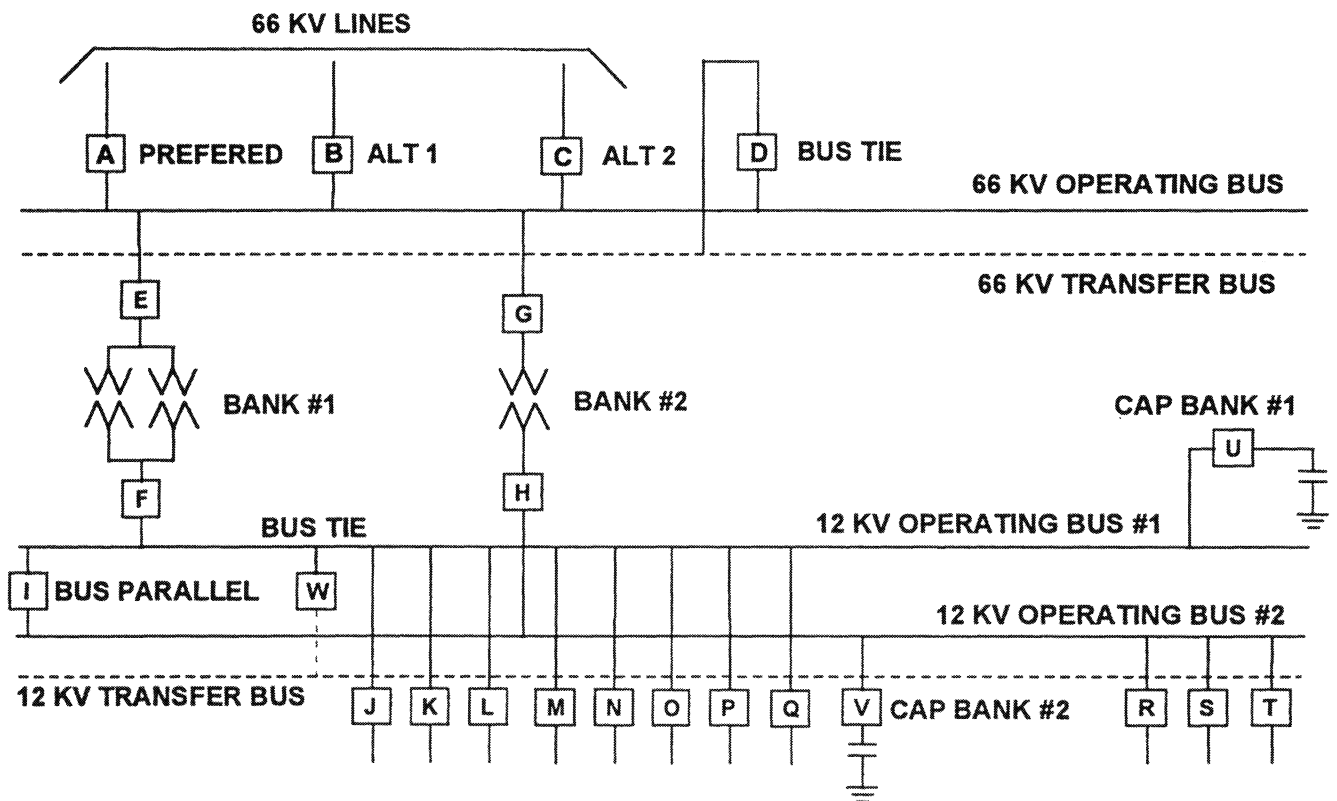 66 KV LINES
A PREFERED B ALT 1 C ALT 2 D BUS TIE
66 KV OPERATING BUS
66 KV TRANSFER BUS
E G
BANK #1 BANK #2 CAP BANK #1
U
F H
BUS TIE 12 KV OPERATING BUS #1
I BUS PARALLEL W
12 KV OPERATING BUS #2
12 KV TRANSFER BUS
J K L M N O P Q V CAP BANK #2 R S T